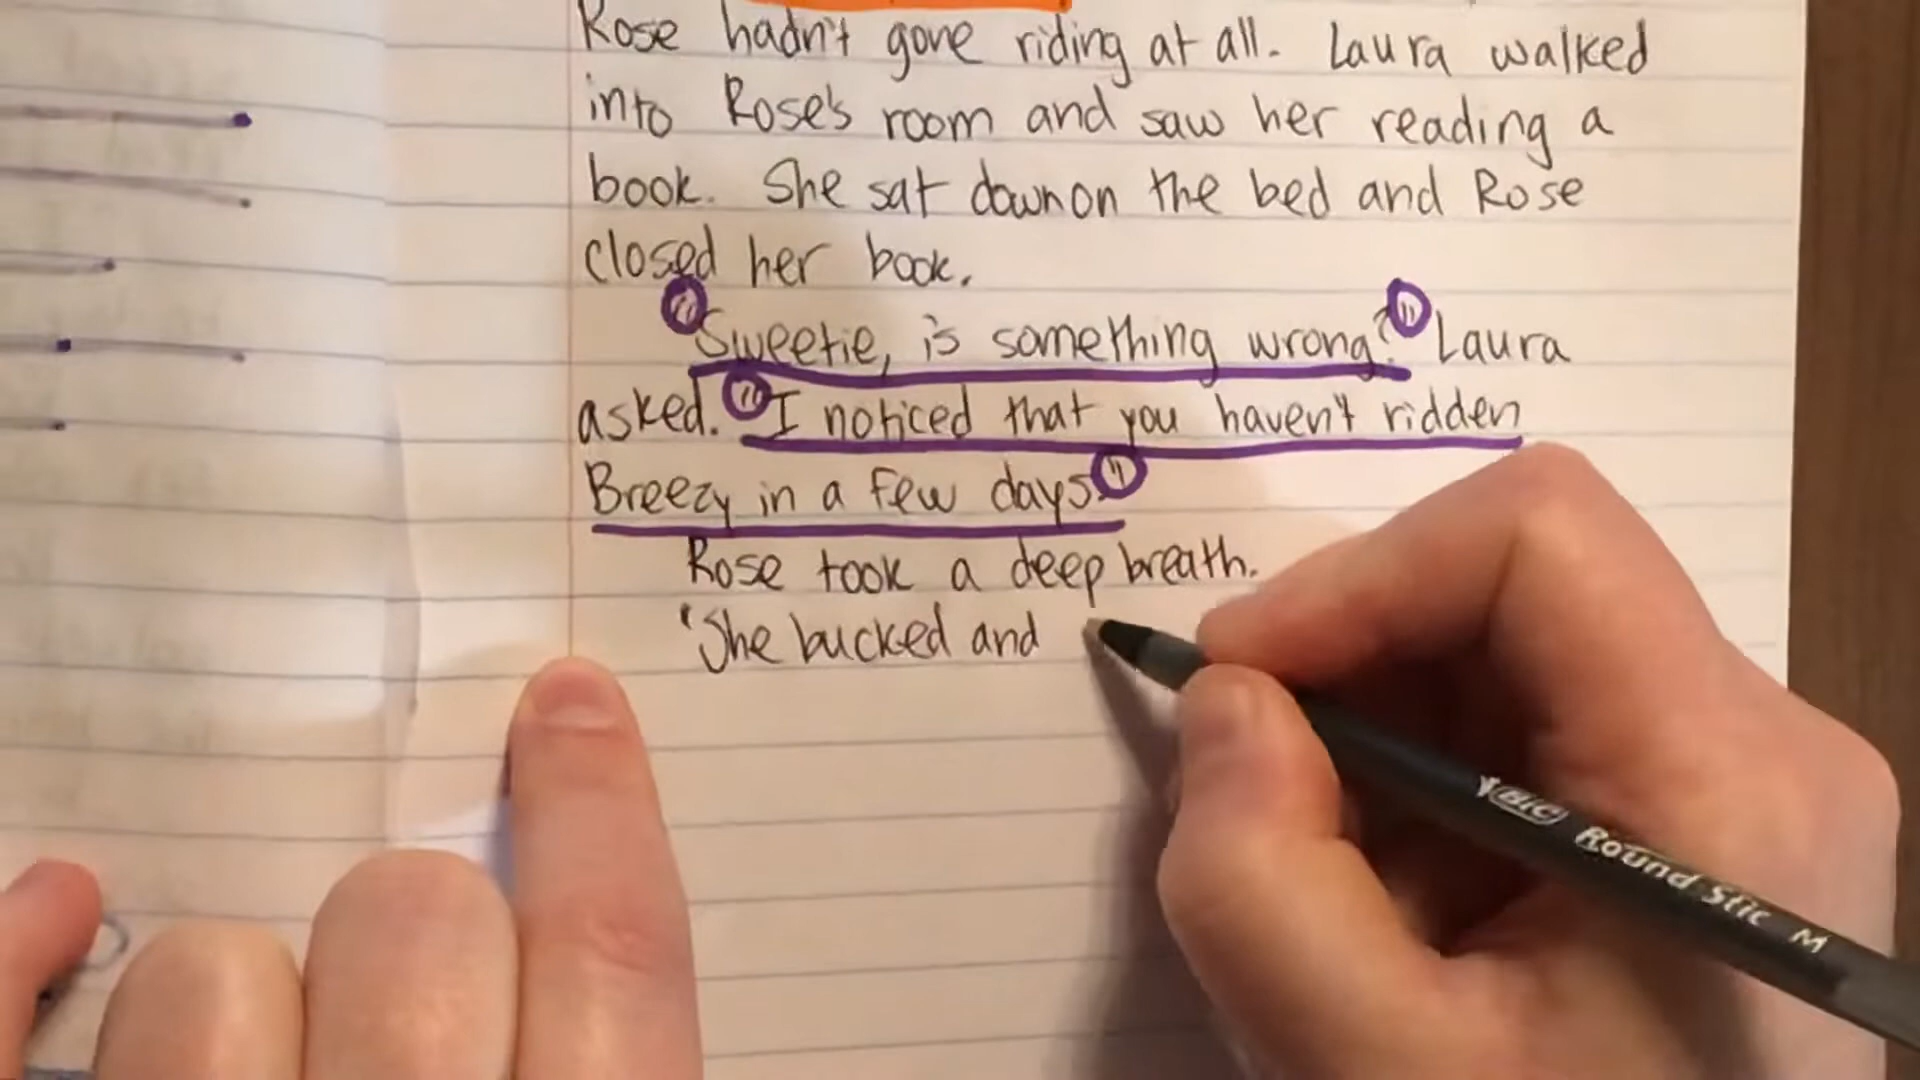 Rose hadn't gone riding at all. Laura walked
into Rose's room and saw her reading a
book. She sat down on the bed and Rose
closed her book.
"Sweetie, is something wrong?" Laura
asked. "I noticed that you haven't ridden
Breezy in a few days."
Rose took a deep breath.
"She bucked and
BIC Round Stic M